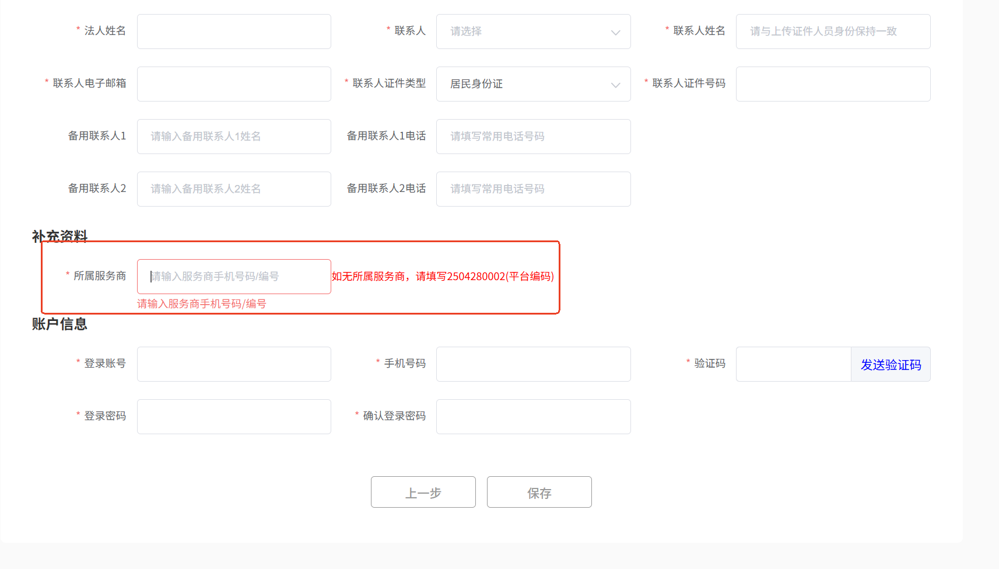 * 法人姓名
* 联系人 请选择
* 联系人姓名 请与上传证件人员身份保持一致
* 联系人电子邮箱
* 联系人证件类型 居民身份证
* 联系人证件号码
备用联系人1 请输入备用联系人1姓名
备用联系人1电话 请填写常用电话号码
备用联系人2 请输入备用联系人2姓名
备用联系人2电话 请填写常用电话号码
补充资料
* 所属服务商 请输入服务商手机号码/编号 如无所属服务商，请填写2504280002(平台编码)
请输入服务商手机号码/编号
账户信息
* 登录账号
* 手机号码
* 验证码 发送验证码
* 登录密码
* 确认登录密码
上一步
保存